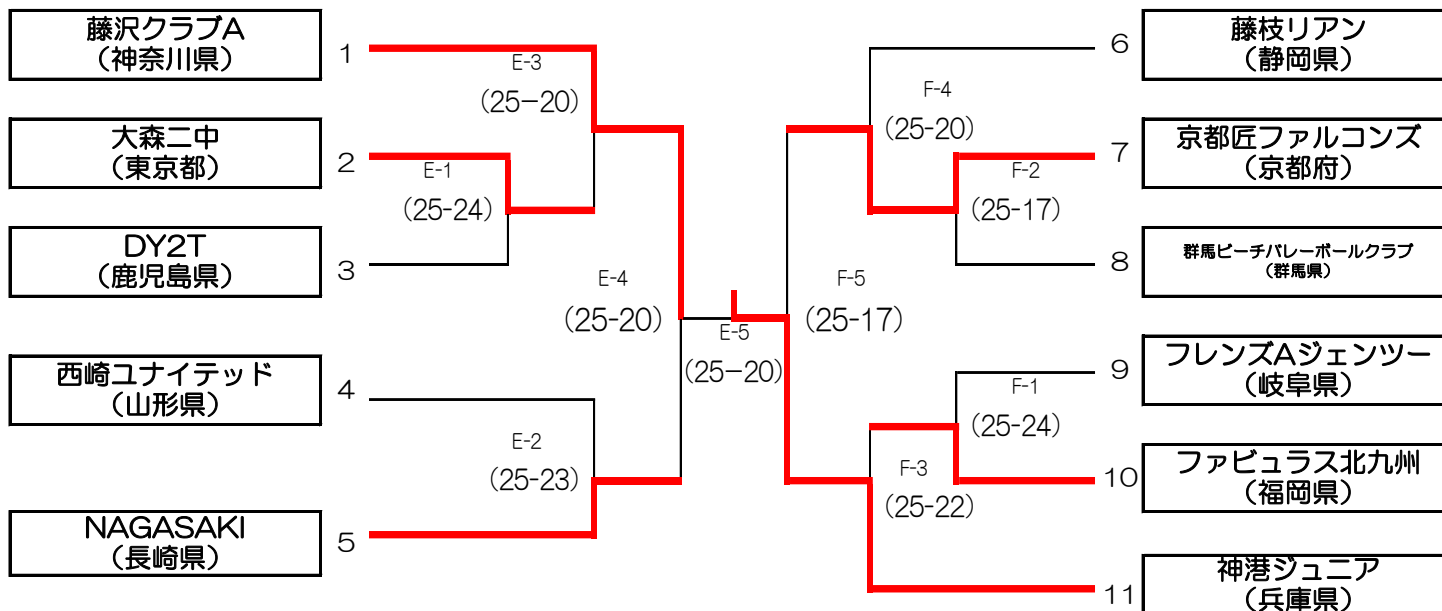 藤沢クラブA
(神奈川県)
1
大森二中
(東京都)
2
DY2T
(鹿児島県)
3
西崎ユナイテッド
(山形県)
4
NAGASAKI
(長崎県)
5
E-3
(25−20)
E-1
(25-24)
E-4
(25-20)
E-2
(25-23)
E-5
(25−20)
F-4
(25-20)
F-2
(25-17)
F-5
(25-17)
F-1
(25-24)
F-3
(25-22)
6
藤枝リアン
(静岡県)
7
京都匠ファルコンズ
(京都府)
8
群馬ビーチバレーボールクラブ
(群馬県)
9
フレンズAジェンツー
(岐阜県)
10
ファビュラス北九州
(福岡県)
11
神港ジュニア
(兵庫県)